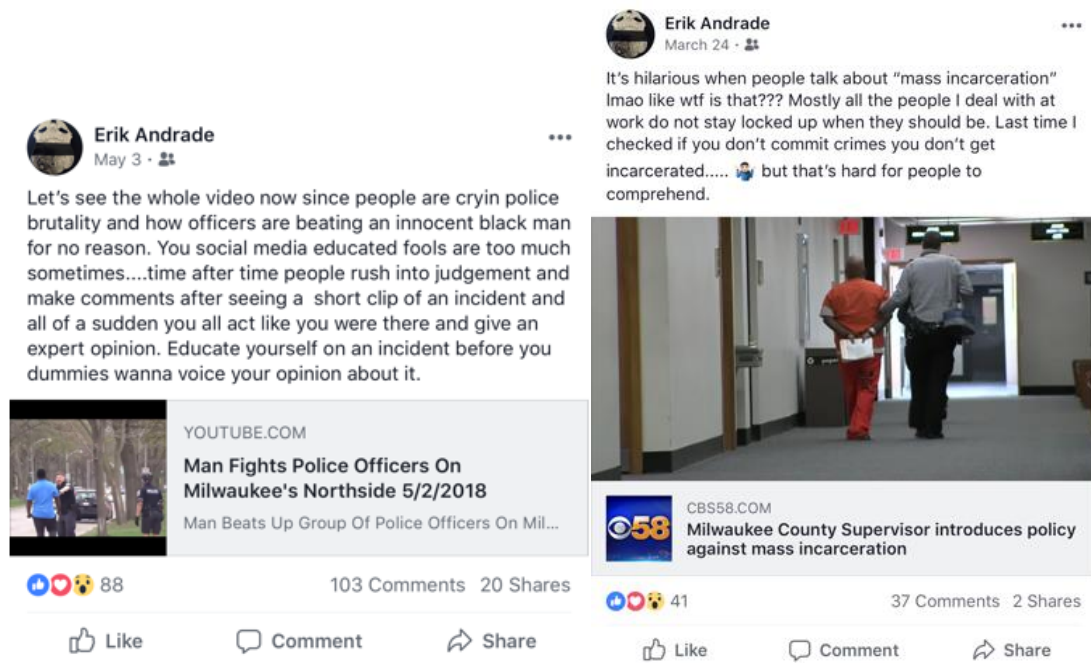 Erik Andrade
May 3 ·
Let's see the whole video now since people are cryin police
brutality and how officers are beating an innocent black man
for no reason. You social media educated fools are too much
sometimes....time after time people rush into judgement and
make comments after seeing a short clip of an incident and
all of a sudden you all act like you were there and give an
expert opinion. Educate yourself on an incident before you
dummies wanna voice your opinion about it.
YOUTUBE.COM
Man Fights Police Officers On
Milwaukee's Northside 5/2/2018
Man Beats Up Group Of Police Officers On Mil...
88
103 Comments 20 Shares
Like Comment Share
Erik Andrade
March 24 ·
It's hilarious when people talk about "mass incarceration"
lmao like wtf is that??? Mostly all the people I deal with at
work do not stay locked up when they should be. Last time I
checked if you don't commit crimes you don't get
incarcerated..... 🤷🏻‍♂️ but that's hard for people to
comprehend.
58
CBS58.COM
Milwaukee County Supervisor introduces policy
against mass incarceration
41
37 Comments 2 Shares
Like Comment Share